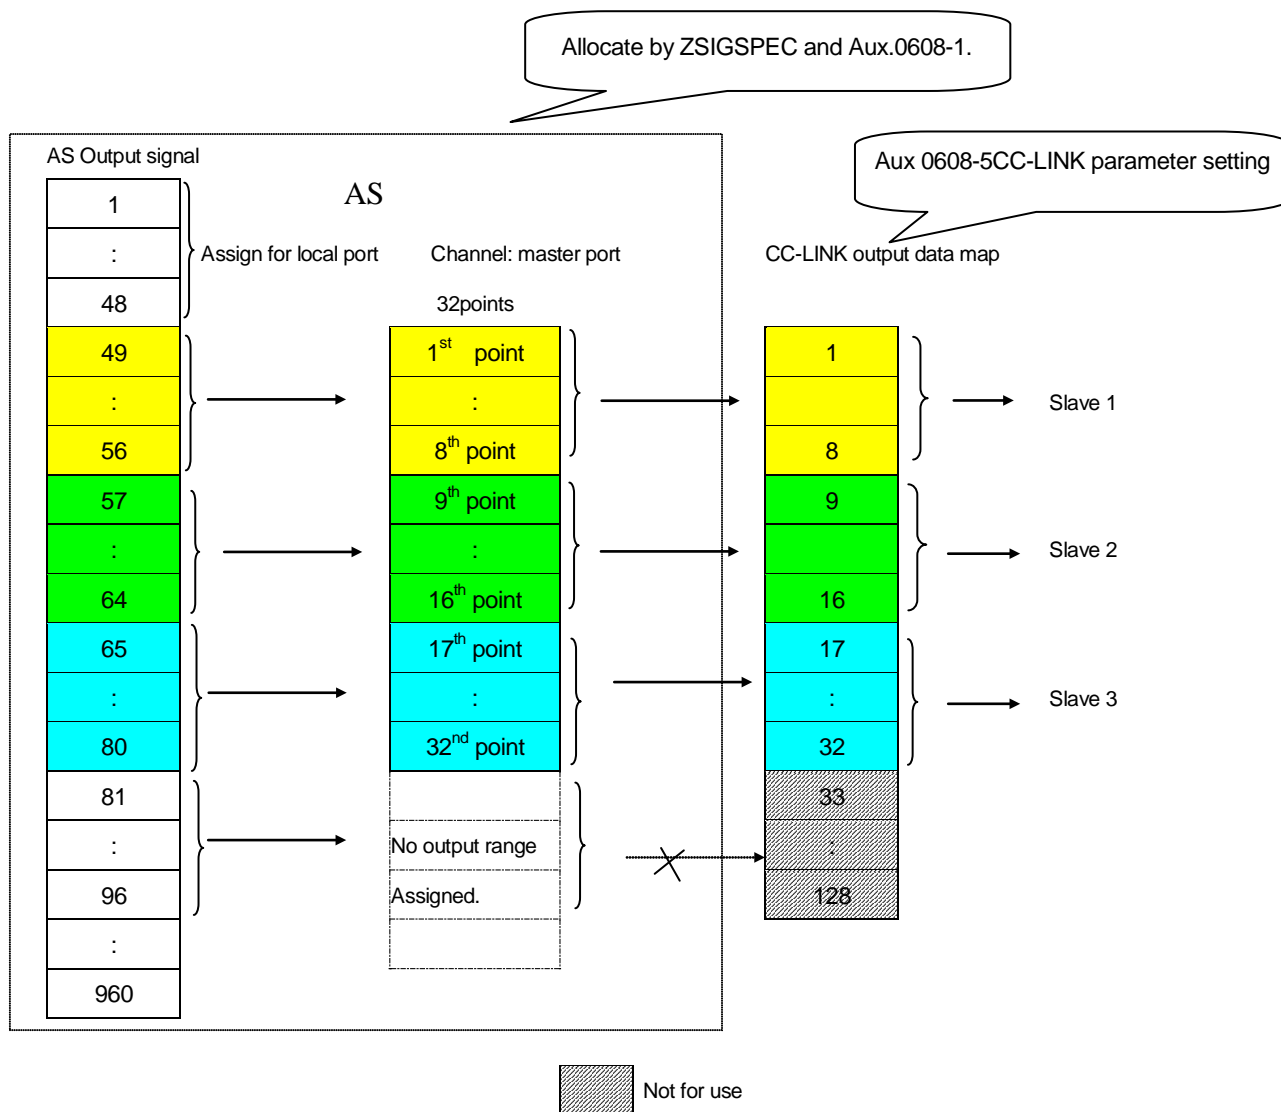 Allocate by ZSIGSPEC and Aux.0608-1.
Aux 0608-5CC-LINK parameter setting
AS Output signal
AS
1
:
48
Assign for local port
Channel: master port
CC-LINK output data map
32points
49
:
56
57
:
64
65
:
80
81
:
96
:
960
1st point
:
8th point
9th point
:
16th point
17th point
:
32nd point
No output range
Assigned.
1
8
9
16
17
:
32
33
:
128
Slave 1
Slave 2
Slave 3
Not for use